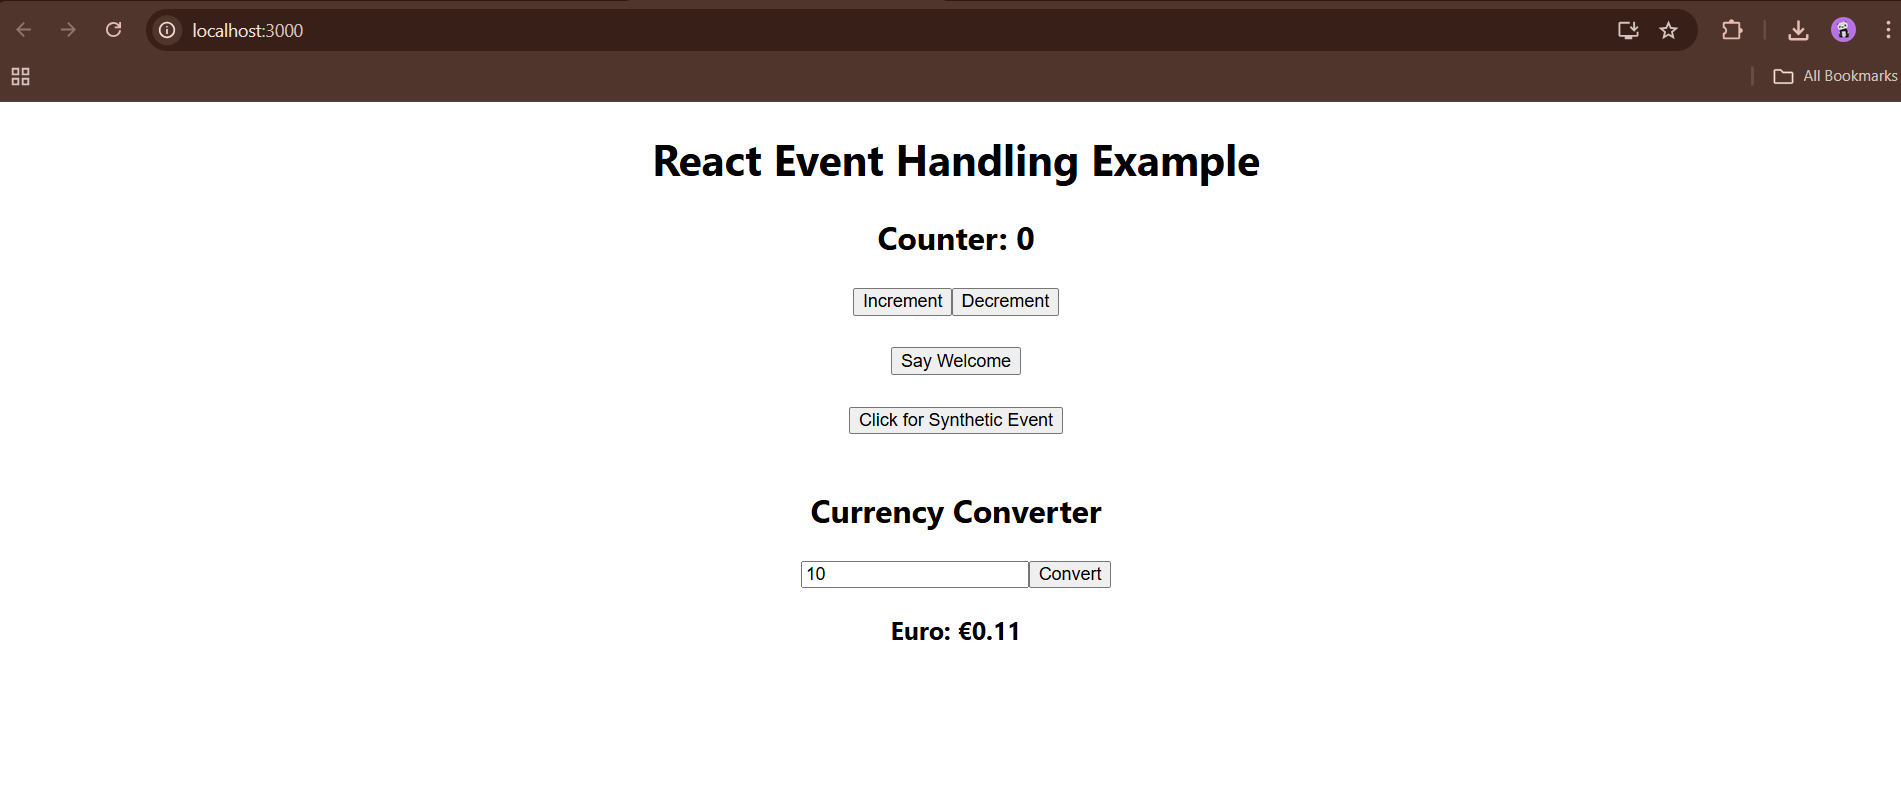 localhost:3000
All Bookmarks
React Event Handling Example
Counter: 0
Increment Decrement
Say Welcome
Click for Synthetic Event
Currency Converter
10 Convert
Euro: €0.11